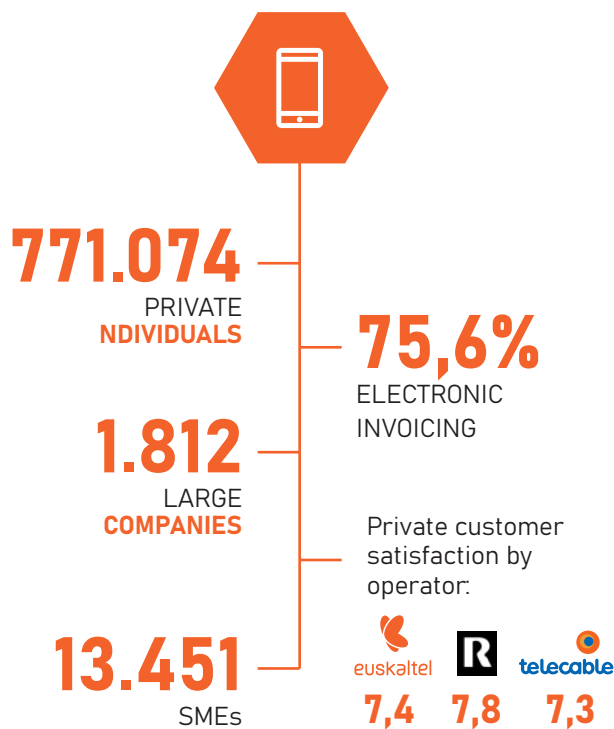 771.074
PRIVATE
NDIVIDUALS
75,6%
ELECTRONIC
INVOICING
1.812
LARGE
COMPANIES
Private customer
satisfaction by
operator:
13.451
SMEs
euskaltel R telecable
7,4 7,8 7,3